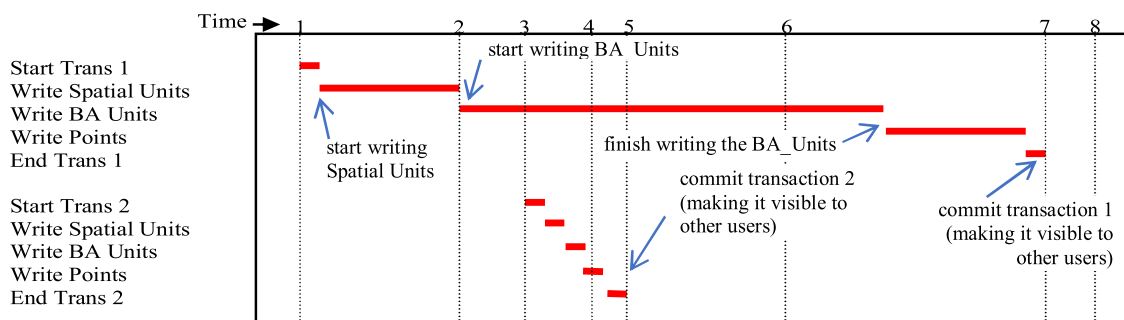 Time
1 2 3 4 5 6 7 8
start writing BA_Units
Start Trans 1
Write Spatial Units
Write BA Units
Write Points
End Trans 1
start writing
Spatial Units
finish writing the BA_Units
commit transaction 2
(making it visible to
other users)
commit transaction 1
(making it visible to
other users)
Start Trans 2
Write Spatial Units
Write BA Units
Write Points
End Trans 2